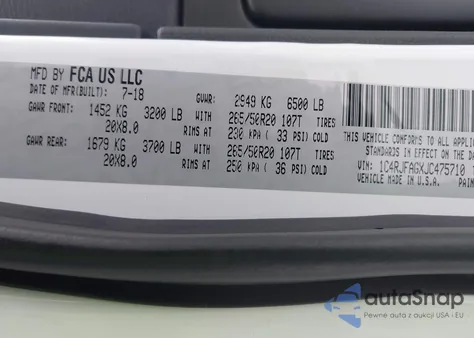 MFD BY FCA US LLC
DATE OF MFR(BUILT): 7-18 GVWR: 2949 KG 6500 LB
GAWR FRONT: 1452 KG 3200 LB WITH 265/50R20 107T TIRES
20X8.0 RIMS AT 230 KPA ( 33 PSI) COLD
GAWR REAR: 1679 KG 3700 LB WITH 265/50R20 107T TIRES
20X8.0 RIMS AT 250 KPA ( 36 PSI) COLD
THIS VEHICLE CONFORMS TO ALL APPLIC
STANDARDS IN EFFECT ON THE
VIN: 1C4RJFAGXJC475710
VEHICLE MADE IN U.S.A.
autoSnap
Pewne auta z aukcji USA i EU